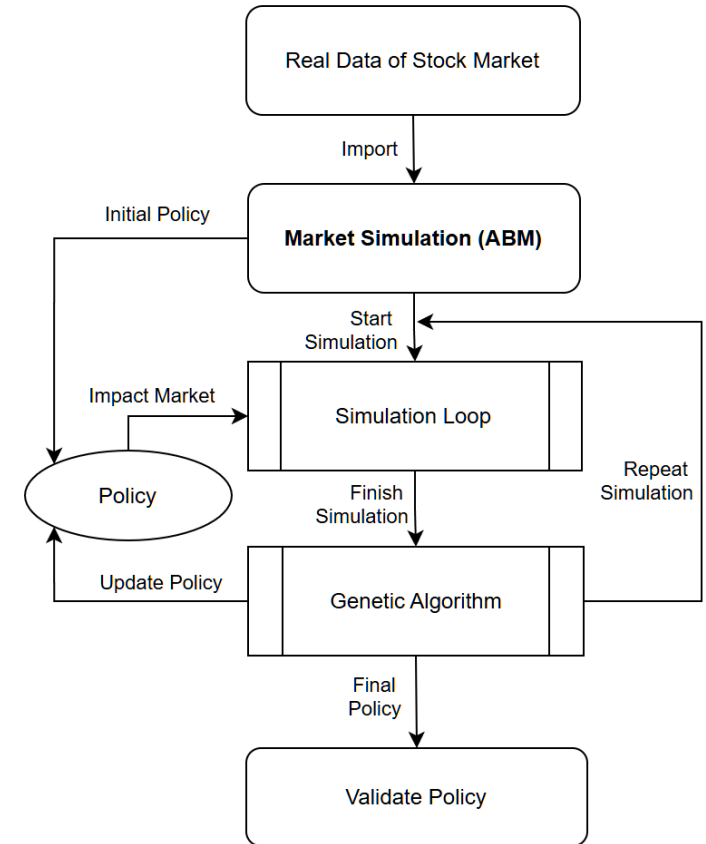 Real Data of Stock Market
Import
Initial Policy
Market Simulation (ABM)
Start
Simulation
Impact Market
Simulation Loop
Policy
Finish
Simulation
Repeat
Simulation
Update Policy
Genetic Algorithm
Final
Policy
Validate Policy